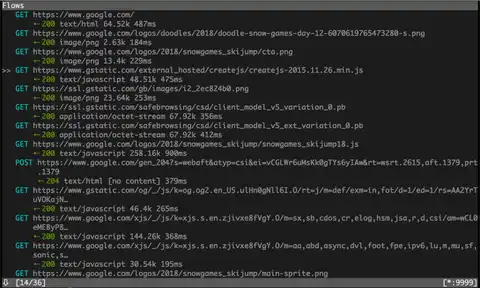 Flows
GET https://www.google.com/
←200 text/html 64.52k 487ms
GET https://www.google.com/logos/doodles/2018/doodle-snow-games-day-12-6070619765473280-s.png
←200 image/png 2.63k 184ms
GET https://www.google.com/logos/2018/snowgames_skijump/cta.png
←200 image/png 13.4k 229ms
>> GET https://www.gstatic.com/external_hosted/createjs/createjs-2015.11.26.min.js
←200 text/javascript 48.51k 475ms
GET https://ssl.gstatic.com/gb/images/i2_2ec824b0.png
←200 image/png 23.64k 253ms
GET https://ssl.gstatic.com/safebrowsing/csd/client_model_v5_variation_0.pb
←200 application/octet-stream 67.92k 356ms
GET https://ssl.gstatic.com/safebrowsing/csd/client_model_v5_ext_variation_0.pb
←200 application/octet-stream 67.92k 412ms
GET https://www.google.com/logos/2018/snowgames_skijump/snowgames_skijump18.js
←200 text/javascript 258.16k 900ms
POST https://www.google.com/gen_204?s=webaft&atyp=csi&ei=vCGLWr6uMsKk0gTYs6yIAw&rt=wsrt.2615,aft.1379,prt
.1379
←204 text/html [no content] 379ms
GET https://www.gstatic.com/og/_/js/k=og.og2.en_US.ulHn0gNll6I.O/rt=j/m=def/exm=in,fot/d=1/ed=1/rs=AA2YrT
uVOKajN…
←200 text/javascript 46.4k 265ms
GET https://www.google.com/xjs/_/js/k=xjs.s.en.zjivxe8fVgY.O/m=sx,sb,cdos,cr,elog,hsm,jsa,r,d,csi/am=wCL0
eMEByP8…
←200 text/javascript 144.26k 368ms
GET https://www.google.com/xjs/_/js/k=xjs.s.en.zjivxe8fVgY.O/m=aa,abd,async,dvl,foot,fpe,ipv6,lu,m,mu,sf,
sonic,s…
←200 text/javascript 30.54k 195ms
GET https://www.google.com/logos/2018/snowgames_skijump/main-sprite.png
⇩ [14/36] [*:9999]